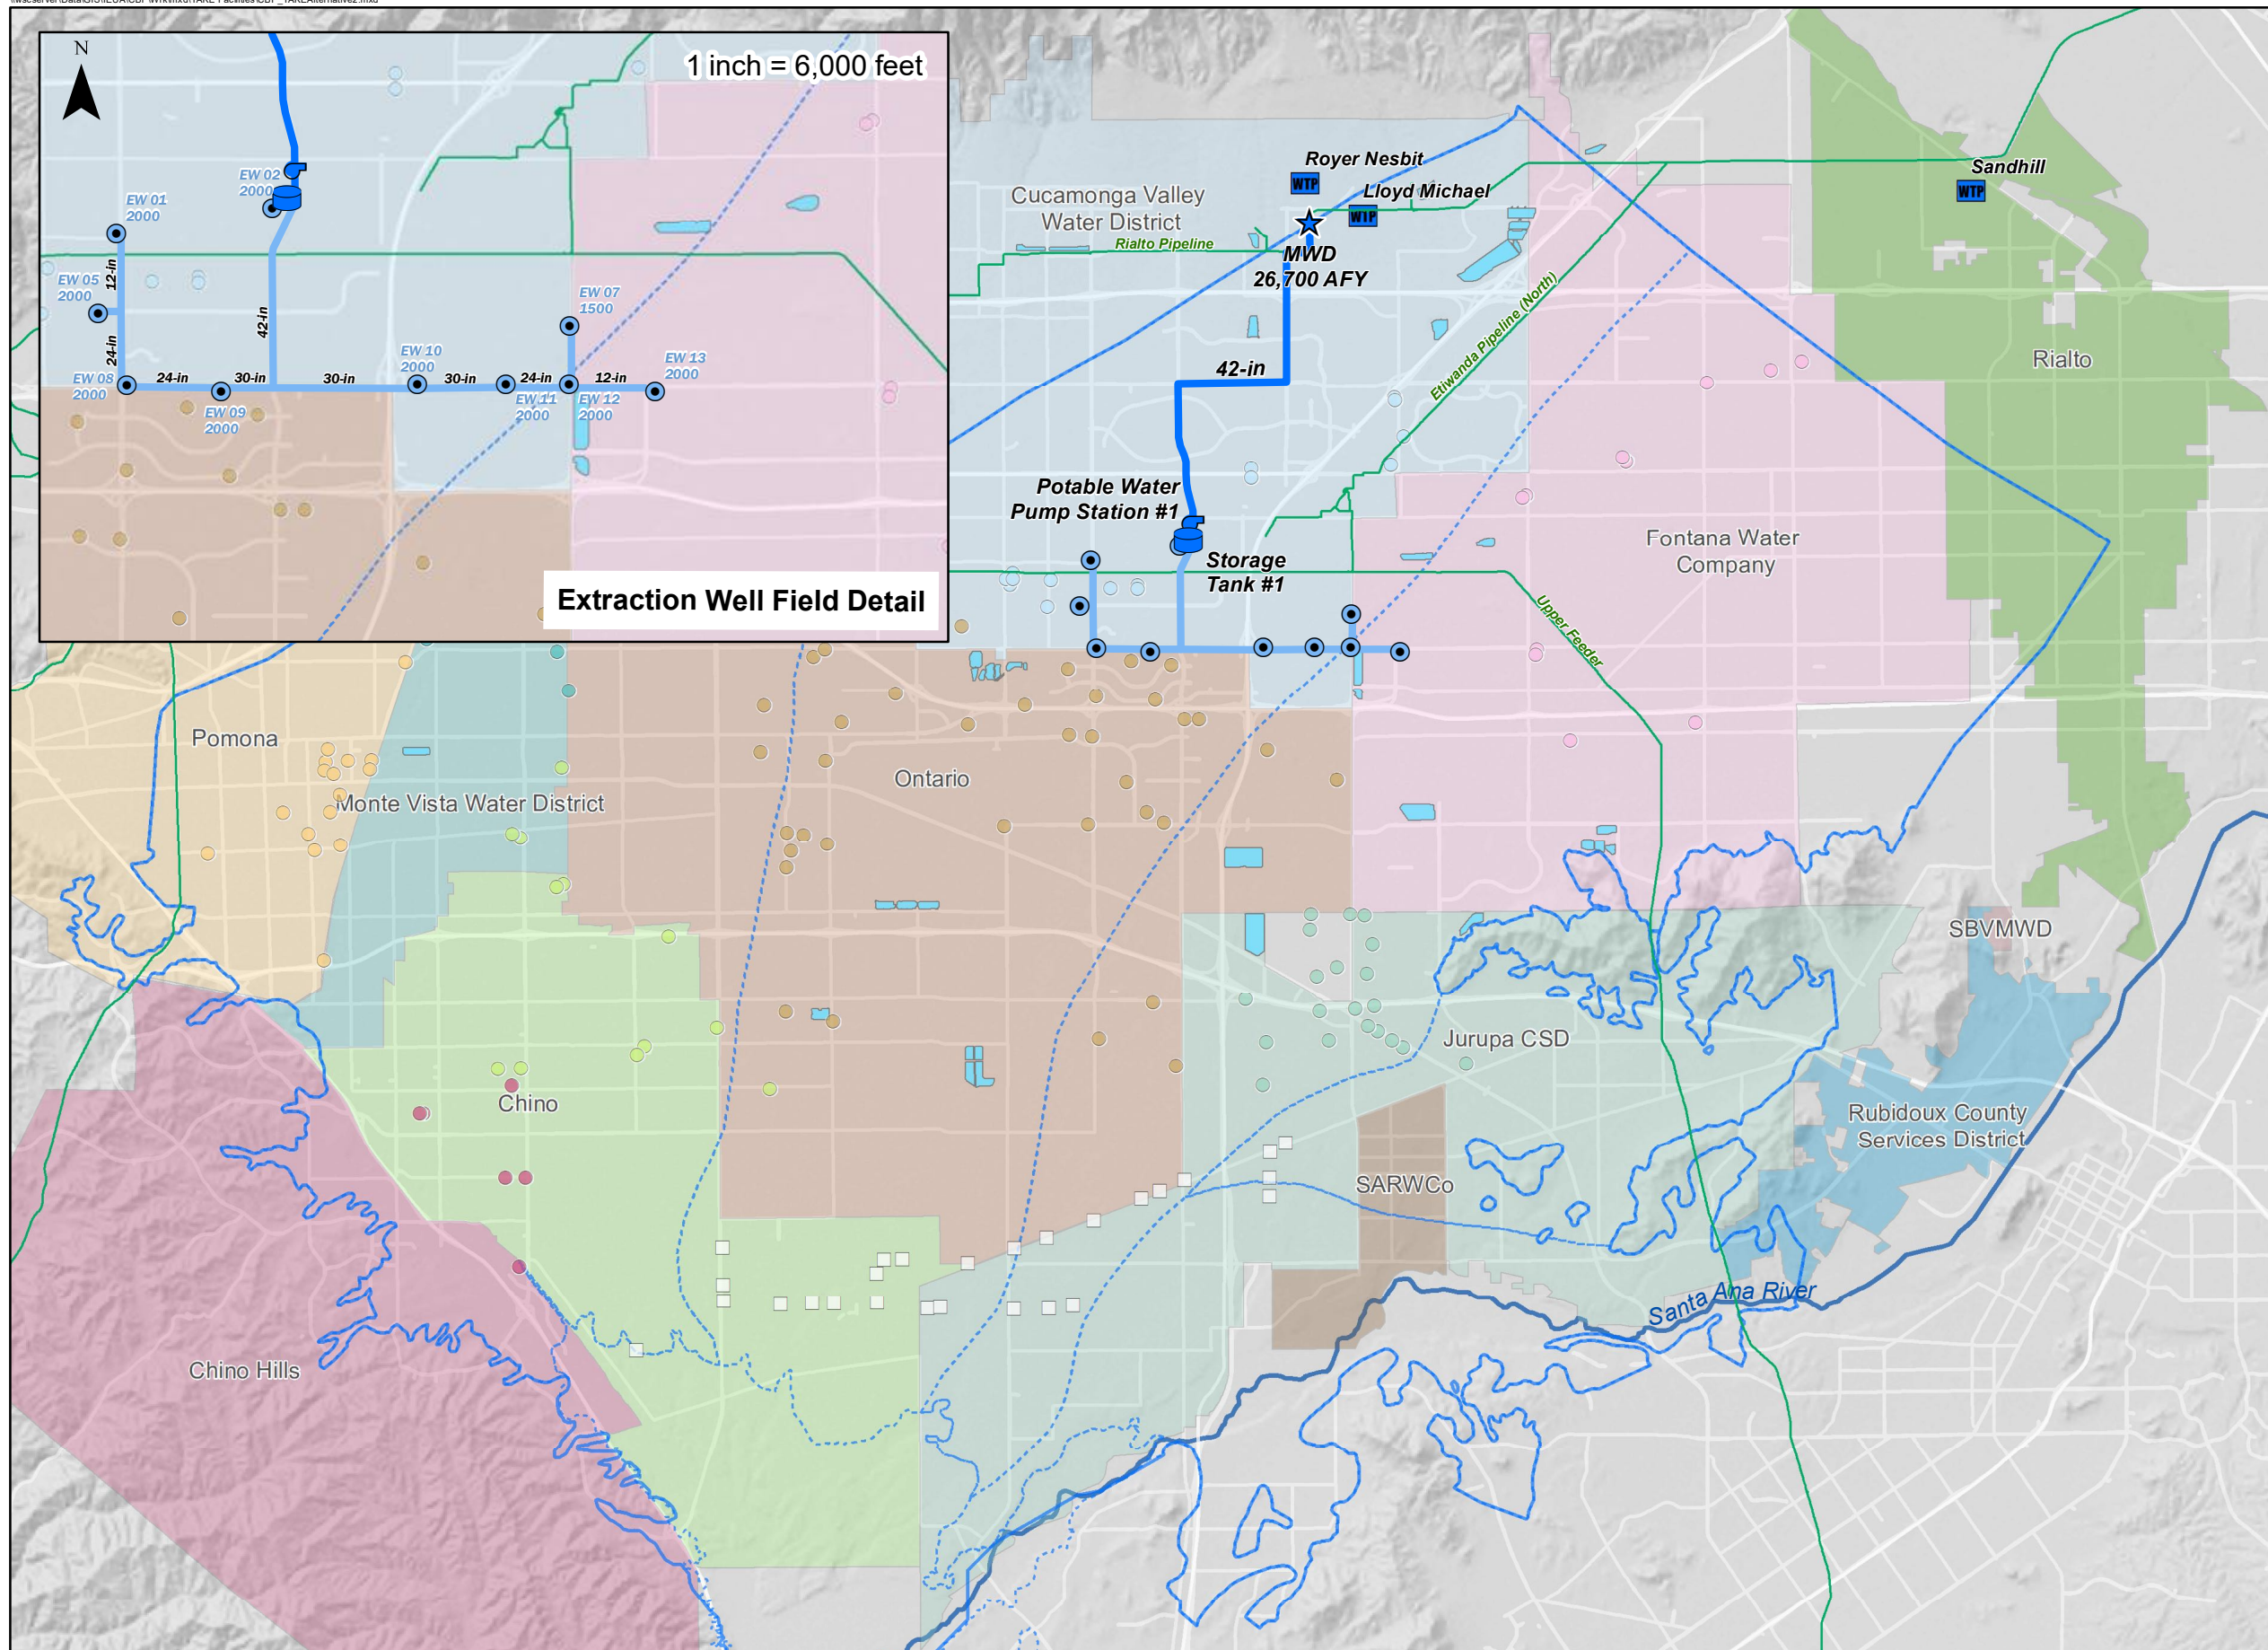 N
1 inch = 6,000 feet
EW 02
2000
EW 01
2000
12-in
EW 05
2000
24-in
42-in
EW 07
1500
EW 08
2000
24-in
30-in
30-in
EW 10
2000
30-in
24-in
12-in
EW 13
2000
EW 09
2000
EW 11
2000
EW 12
2000
Extraction Well Field Detail
Royer Nesbit
WTP
Lloyd Michael
WTP
Sandhill
WTP
Cucamonga Valley
Water District
Rialto Pipeline
MWD
26,700 AFY
Etiwanda Pipeline (North)
42-in
Rialto
Potable Water
Pump Station #1
Storage
Tank #1
Fontana Water
Company
Upper Feeder
Pomona
Monte Vista Water District
Ontario
SBVMWD
Jurupa CSD
Chino
Rubidoux County
Services District
SARWCo
Santa Ana River
Chino Hills